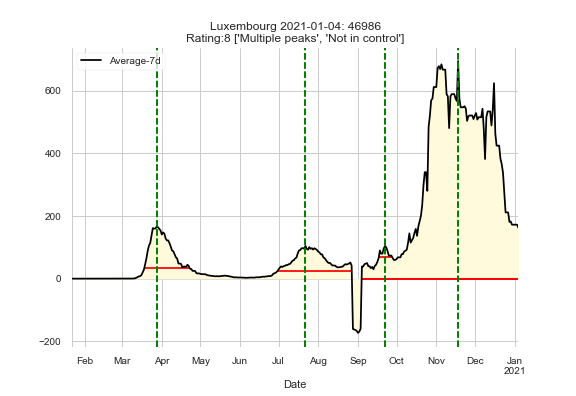 Luxembourg 2021-01-04: 46986
Rating:8 ['Multiple peaks', 'Not in control']
Average-7d
600
400
200
0
−200
Feb Mar Apr May Jun Jul Aug Sep Oct Nov Dec Jan
2021
Date